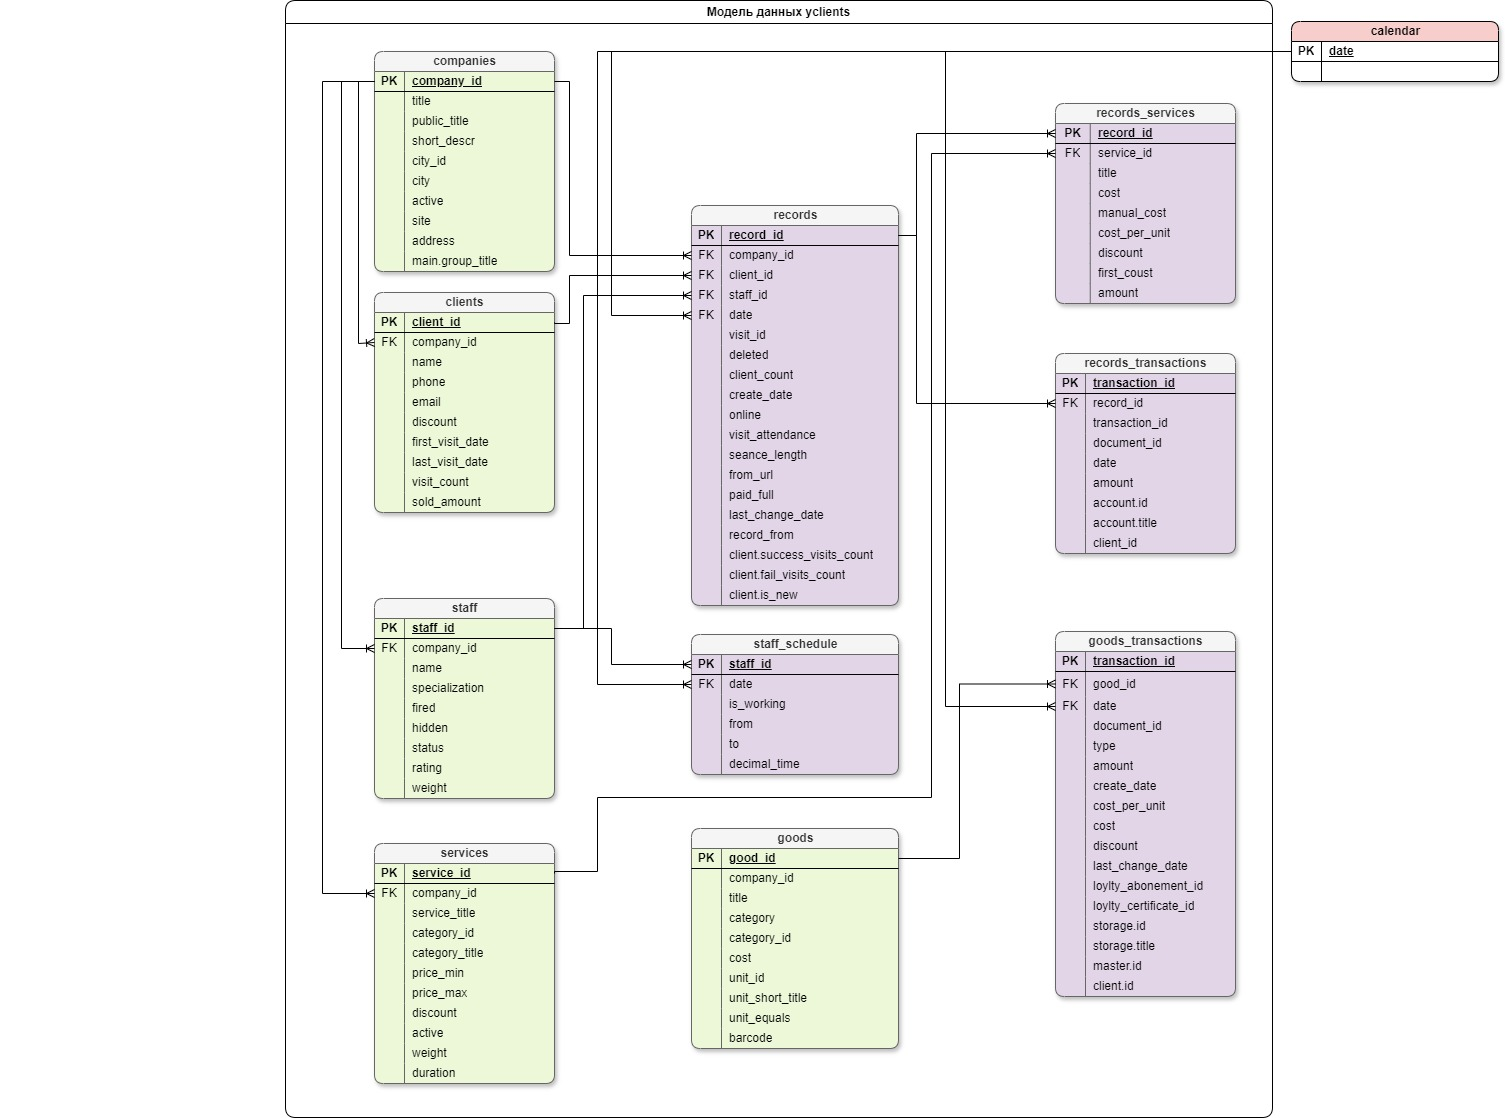 Модель данных yclients
calendar
PK date
companies
PK company_id
title
public_title
short_descr
city_id
city
active
site
address
main.group_title
clients
PK client_id
FK company_id
name
phone
email
discount
first_visit_date
last_visit_date
visit_count
sold_amount
staff
PK staff_id
FK company_id
name
specialization
fired
hidden
status
rating
weight
services
PK service_id
FK company_id
service_title
category_id
category_title
price_min
price_max
discount
active
weight
duration
records
PK record_id
FK company_id
FK client_id
FK staff_id
FK date
visit_id
deleted
client_count
create_date
online
visit_attendance
seance_length
from_url
paid_full
last_change_date
record_from
client.success_visits_count
client.fail_visits_count
client.is_new
staff_schedule
PK staff_id
FK date
is_working
from
to
decimal_time
goods
PK good_id
company_id
title
category
category_id
cost
unit_id
unit_short_title
unit_equals
barcode
records_services
PK record_id
FK service_id
title
cost
manual_cost
cost_per_unit
discount
first_coust
amount
records_transactions
PK transaction_id
FK record_id
transaction_id
document_id
date
amount
account.id
account.title
client_id
goods_transactions
PK transaction_id
FK good_id
FK date
document_id
type
amount
create_date
cost_per_unit
cost
discount
last_change_date
loylty_abonement_id
loylty_certificate_id
storage.id
storage.title
master.id
client.id